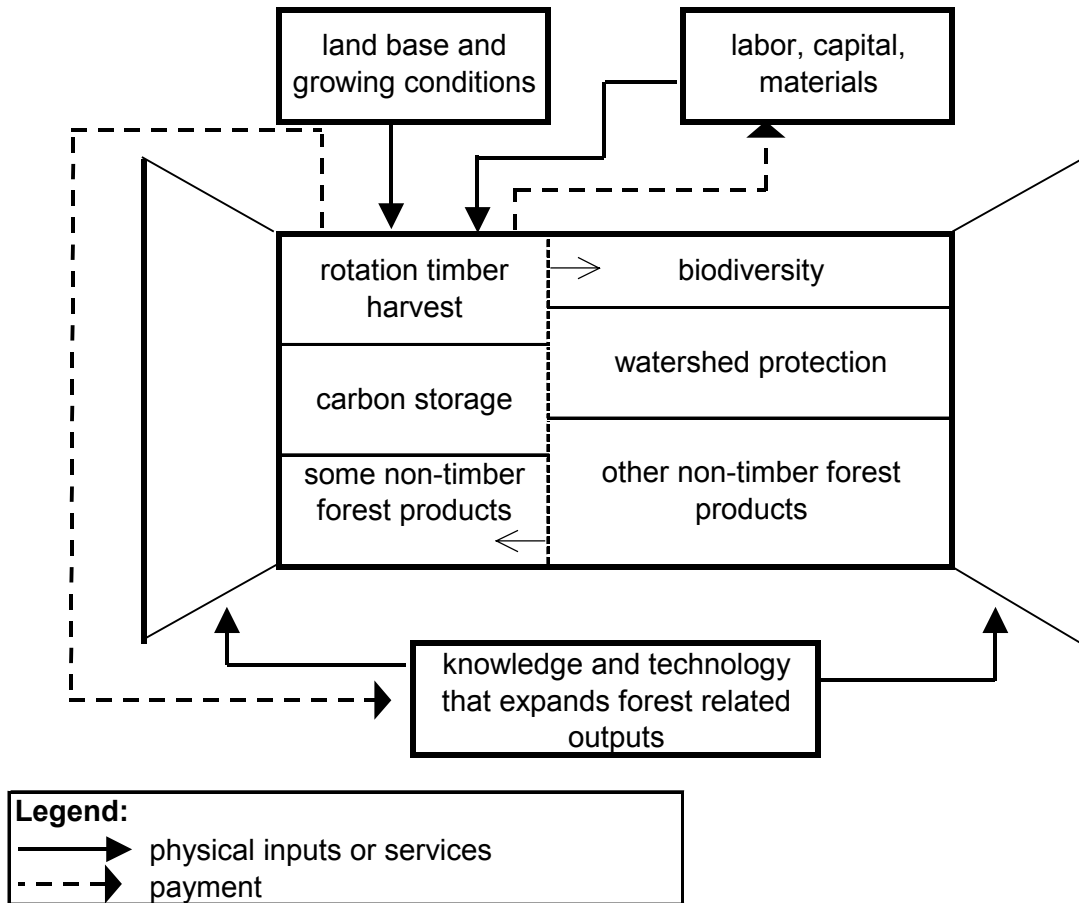 land base and
growing conditions
labor, capital,
materials
rotation timber
harvest
biodiversity
watershed protection
carbon storage
some non-timber
forest products
other non-timber forest
products
knowledge and technology
that expands forest related
outputs
Legend:
physical inputs or services
payment